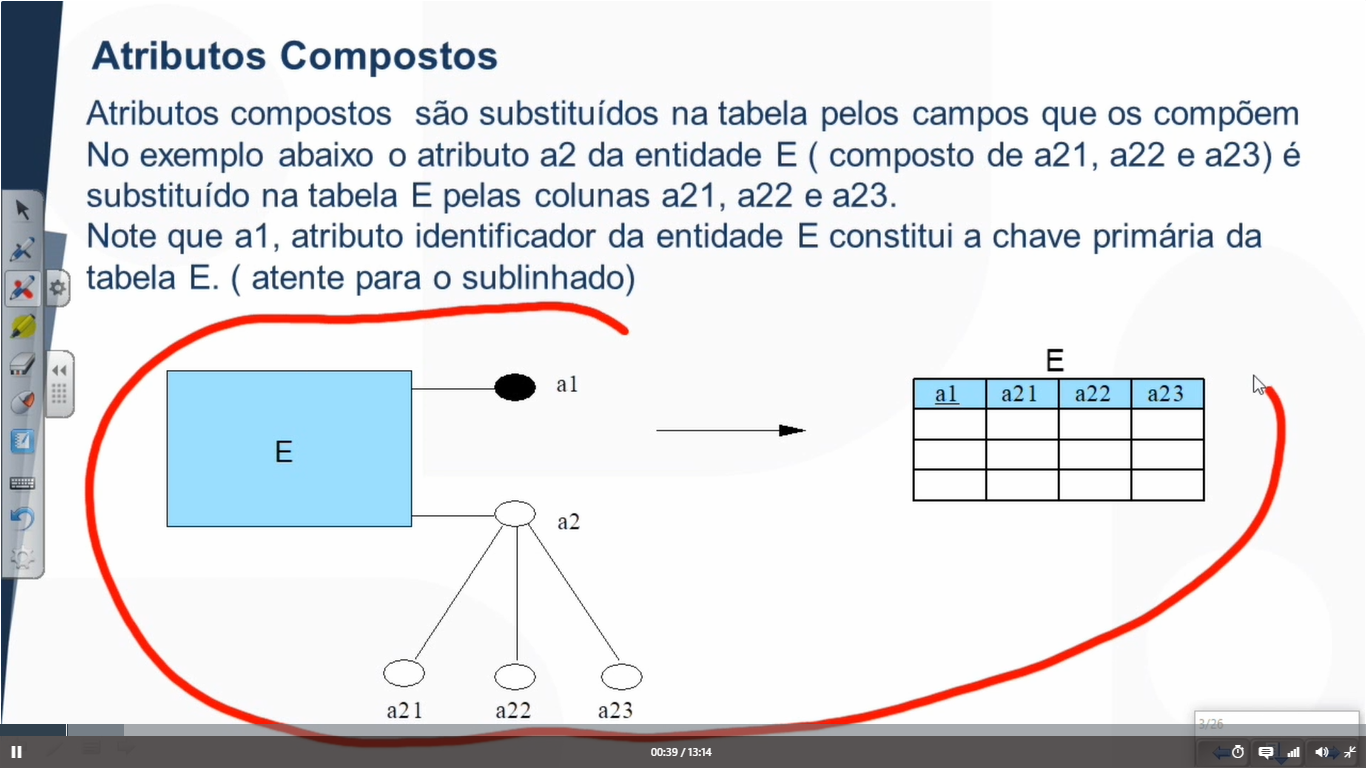 Atributos Compostos
Atributos compostos são substituídos na tabela pelos campos que os compõem
No exemplo abaixo o atributo a2 da entidade E ( composto de a21, a22 e a23) é
substituído na tabela E pelas colunas a21, a22 e a23.
Note que a1, atributo identificador da entidade E constitui a chave primária da
tabela E. ( atente para o sublinhado)
E
a1
a2
a21 a22 a23
E
a1 a21 a22 a23
3/26
00:39 / 13:14